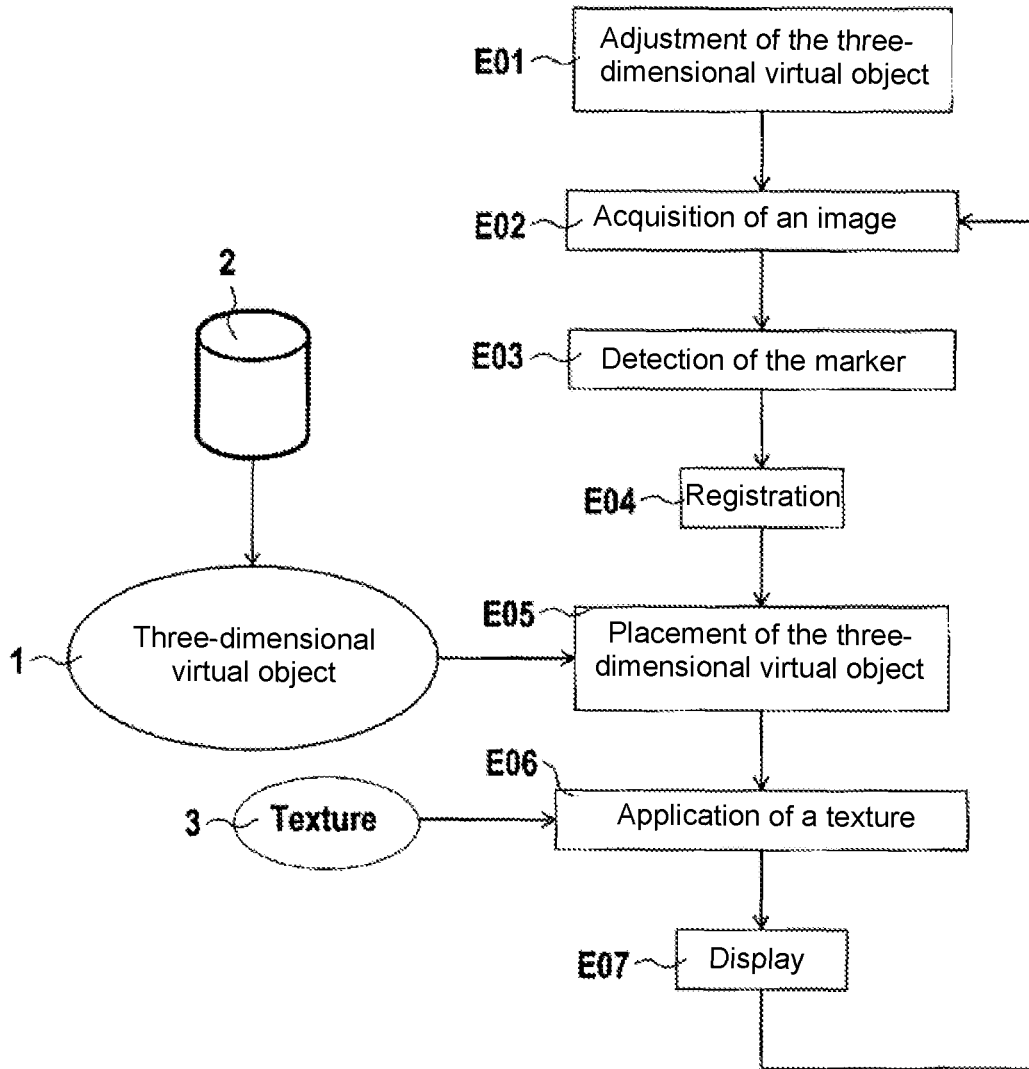 E01
Adjustment of the three-
dimensional virtual object
E02
Acquisition of an image
2
E03
Detection of the marker
E04
Registration
E05
Placement of the three-
dimensional virtual object
1
Three-dimensional
virtual object
E06
Application of a texture
3
Texture
E07
Display